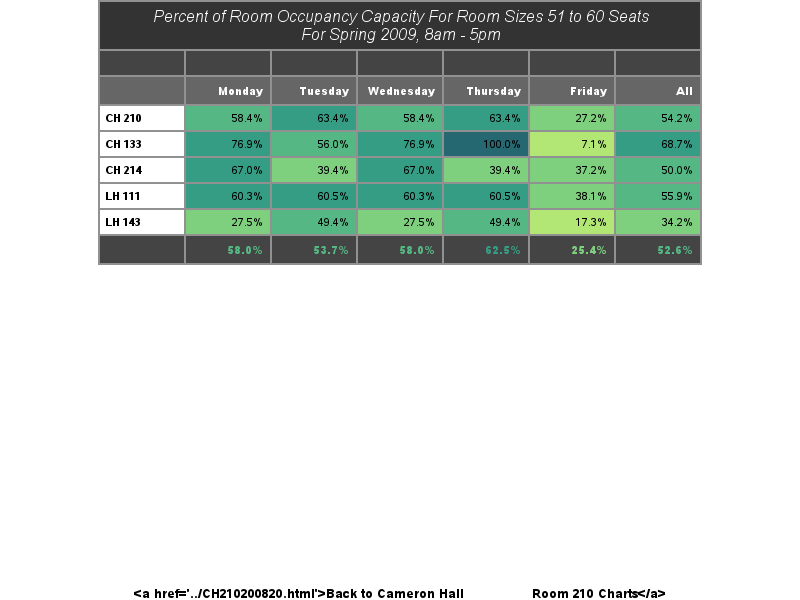 Percent of Room Occupancy Capacity For Room Sizes 51 to 60 Seats
For Spring 2009, 8am - 5pm
Monday Tuesday Wednesday Thursday Friday All
CH 210 58.4% 63.4% 58.4% 63.4% 27.2% 54.2%
CH 133 76.9% 56.0% 76.9% 100.0% 7.1% 68.7%
CH 214 67.0% 39.4% 67.0% 39.4% 37.2% 50.0%
LH 111 60.3% 60.5% 60.3% 60.5% 38.1% 55.9%
LH 143 27.5% 49.4% 27.5% 49.4% 17.3% 34.2%
58.0% 53.7% 58.0% 62.5% 25.4% 52.6%
<a href='../CH210200820.html'>Back to Cameron Hall Room 210 Charts</a>